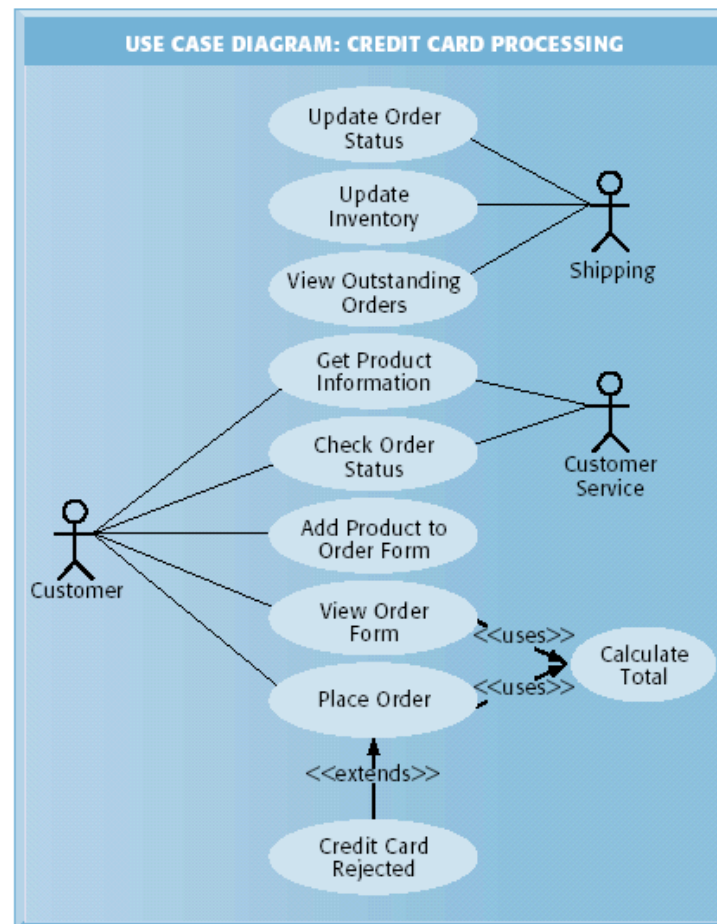 USE CASE DIAGRAM: CREDIT CARD PROCESSING
Update Order
Status
Update
Inventory
Shipping
View Outstanding
Orders
Get Product
Information
Customer
Service
Check Order
Status
Add Product to
Order Form
Customer
View Order
Form
<<uses>>
Calculate
Total
<<uses>>
Place Order
<<extends>>
Credit Card
Rejected